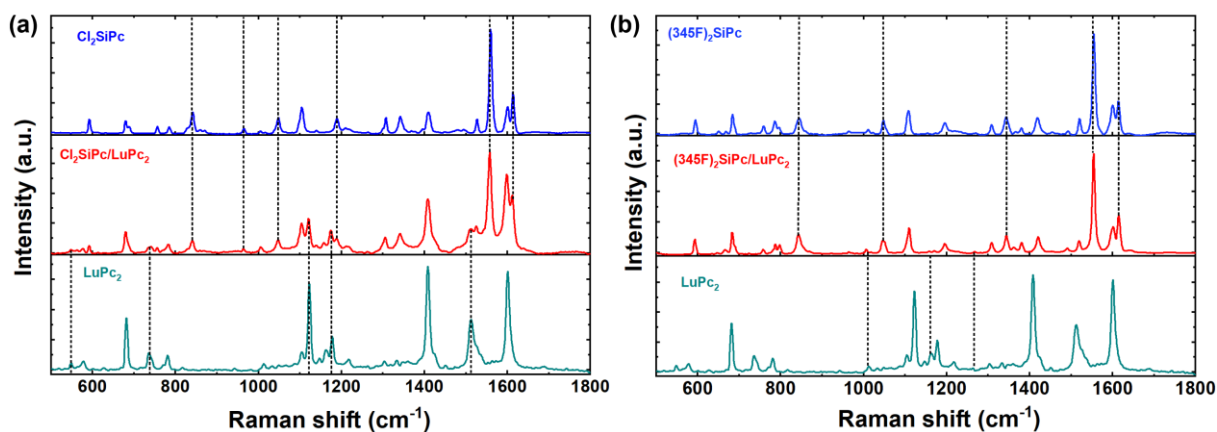 (a)
Cl₂SiPc
Cl₂SiPc/LuPc₂
LuPc₂
Intensity (a.u.)
600 800 1000 1200 1400 1600 1800
Raman shift (cm⁻¹)
(b)
(345F)₂SiPc
(345F)₂SiPc/LuPc₂
LuPc₂
Intensity (a.u.)
600 800 1000 1200 1400 1600 1800
Raman shift (cm⁻¹)